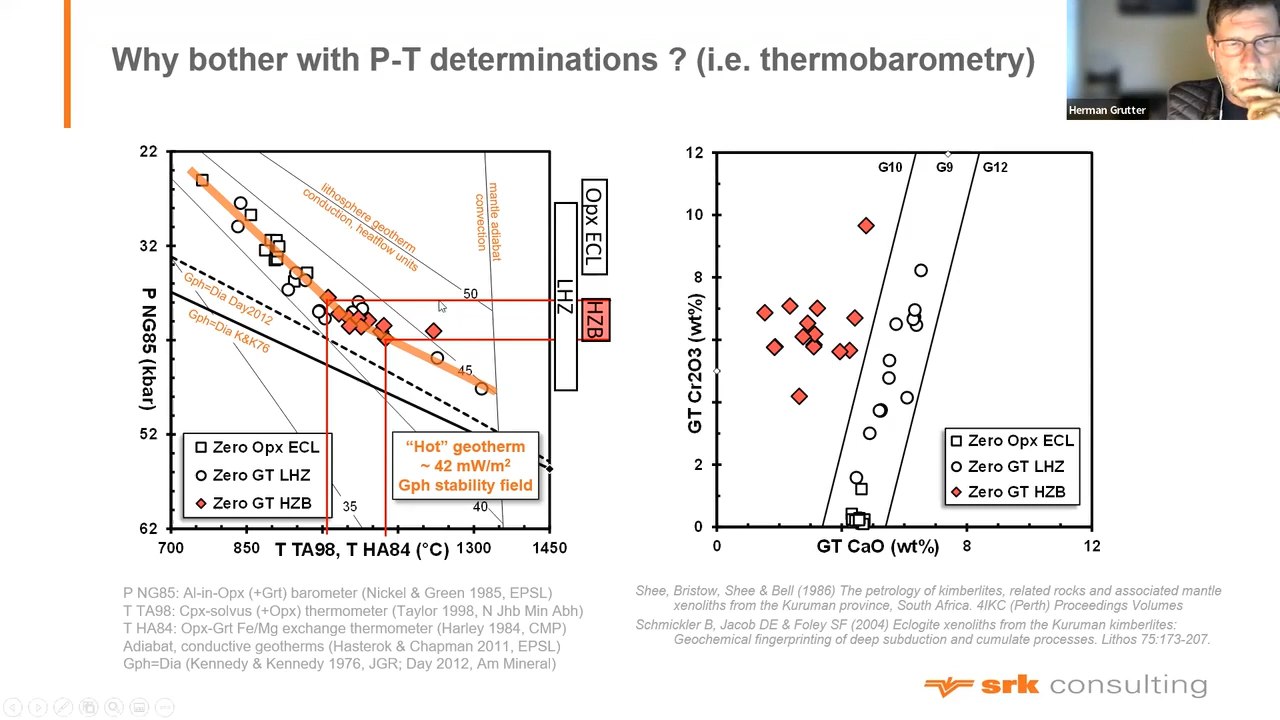 Why bother with P-T determinations ? (i.e. thermobarometry)
Herman Grutter
22
32
52
62
P NG85 (kbar)
700
850
T TA98, T HA84 (°C)
1300
1450
lithosphere geotherm
conduction, heatflow units
mantle adiabat
convection
Gph=Dia Day2012
Gph=Dia K&K76
50
45
40
35
Zero Opx ECL
Zero GT LHZ
Zero GT HZB
“Hot” geotherm
~ 42 mW/m2
Gph stability field
Opx ECL
LHZ
HZB
12
10
8
2
0
GT Cr2O3 (wt%)
G10
G9
G12
Zero Opx ECL
Zero GT LHZ
Zero GT HZB
0
GT CaO (wt%)
8
12
P NG85: Al-in-Opx (+Grt) barometer (Nickel & Green 1985, EPSL)
T TA98: Cpx-solvus (+Opx) thermometer (Taylor 1998, N Jhb Min Abh)
T HA84: Opx-Grt Fe/Mg exchange thermometer (Harley 1984, CMP)
Adiabat, conductive geotherms (Hasterok & Chapman 2011, EPSL)
Gph=Dia (Kennedy & Kennedy 1976, JGR; Day 2012, Am Mineral)
Shee, Bristow, Shee & Bell (1986) The petrology of kimberlites, related rocks and associated mantle
xenoliths from the Kuruman province, South Africa. 4IKC (Perth) Proceedings Volumes
Schmickler B, Jacob DE & Foley SF (2004) Eclogite xenoliths from the Kuruman kimberlites:
Geochemical fingerprinting of deep subduction and cumulate processes. Lithos 75:173-207.
srk consulting